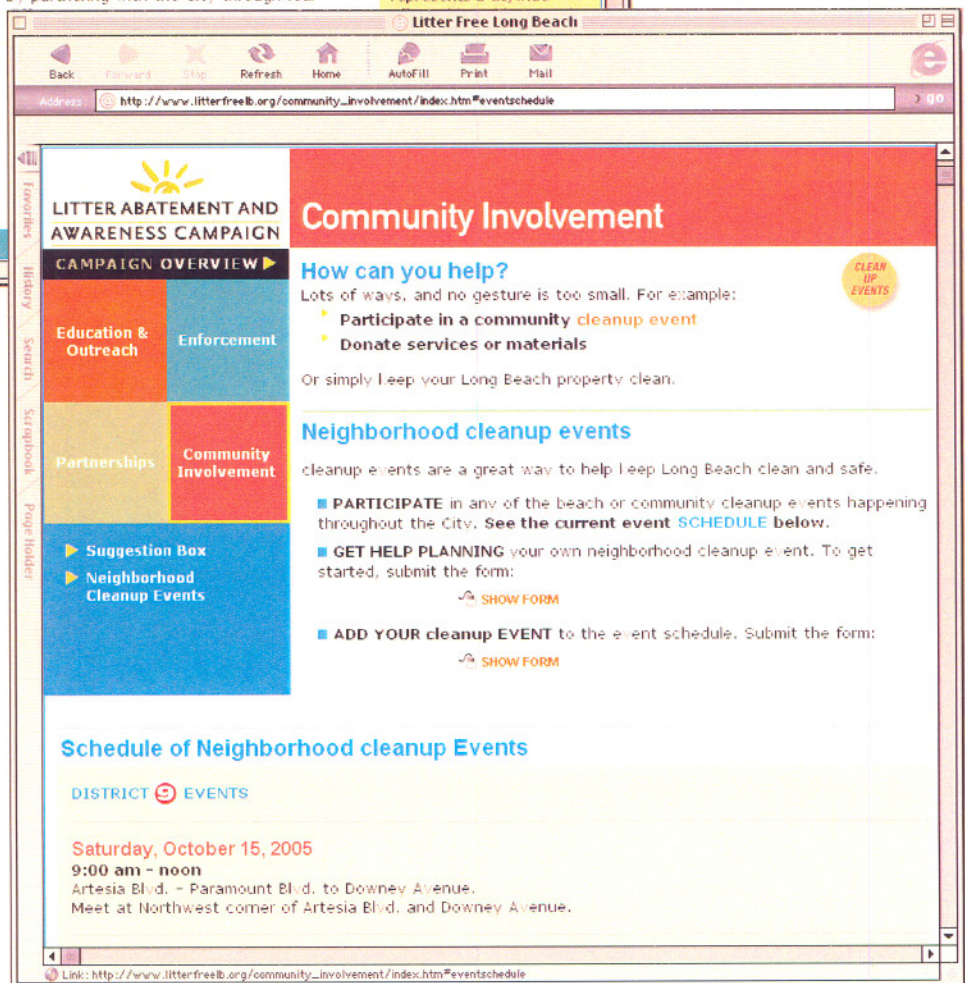 partnering with the City through four
represents a defined
Litter Free Long Beach
Back Forward Stop Refresh Home AutoFill Print Mail
Address: @ http://www.litterfreelb.org/community_involvement/index.htm#eventschedule go
Favorites
History
Search
Scrapbook
Page Holder
LITTER ABATEMENT AND
AWARENESS CAMPAIGN
CAMPAIGN OVERVIEW
Education &
Outreach
Enforcement
Partnerships
Community
Involvement
Suggestion Box
Neighborhood
Cleanup Events
Community Involvement
CLEAN
UP
EVENTS
How can you help?
Lots of ways, and no gesture is too small. For example:
Participate in a community cleanup event
Donate services or materials
Or simply keep your Long Beach property clean.
Neighborhood cleanup events
cleanup events are a great way to help keep Long Beach clean and safe.
PARTICIPATE in any of the beach or community cleanup events happening
throughout the City. See the current event SCHEDULE below.
GET HELP PLANNING your own neighborhood cleanup event. To get
started, submit the form:
SHOW FORM
ADD YOUR cleanup EVENT to the event schedule. Submit the form:
SHOW FORM
Schedule of Neighborhood cleanup Events
DISTRICT 9 EVENTS
Saturday, October 15, 2005
9:00 am - noon
Artesia Blvd. - Paramount Blvd. to Downey Avenue.
Meet at Northwest corner of Artesia Blvd. and Downey Avenue.
Link: http://www.litterfreelb.org/community_involvement/index.htm#eventschedule